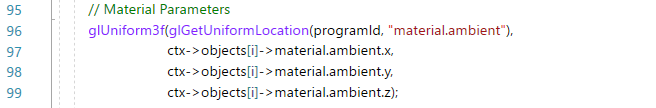 95 // Material Parameters
96 glUniform3f(glGetUniformLocation(programId, "material.ambient"),
97 ctx->objects[i]->material.ambient.x,
98 ctx->objects[i]->material.ambient.y,
99 ctx->objects[i]->material.ambient.z);